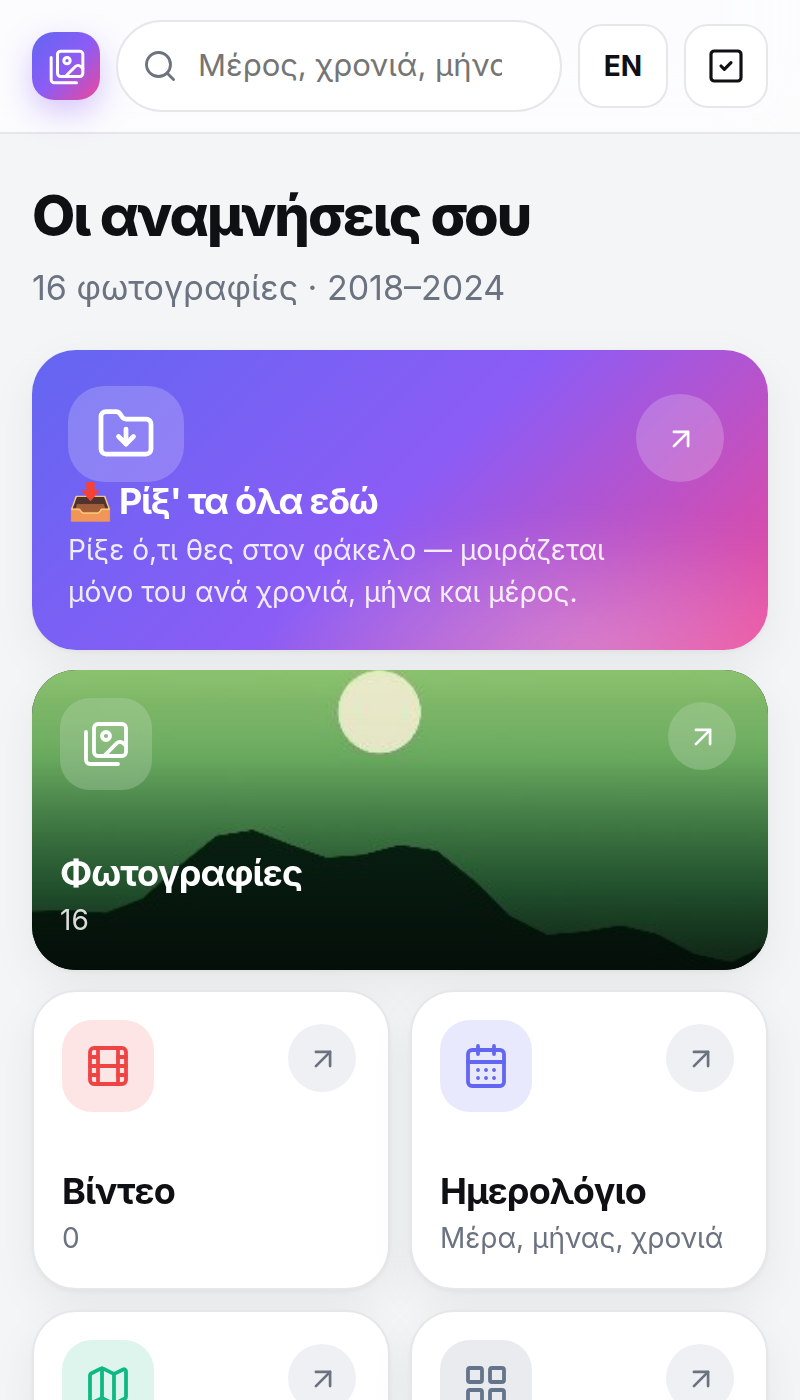 Μέρος, χρονιά, μήνα
EN
Οι αναμνήσεις σου
16 φωτογραφίες · 2018–2024
📥 Ρίξ' τα όλα εδώ
Ρίξε ό,τι θες στον φάκελο — μοιράζεται
μόνο του ανά χρονιά, μήνα και μέρος.
Φωτογραφίες
16
Βίντεο
0
Ημερολόγιο
Μέρα, μήνας, χρονιά